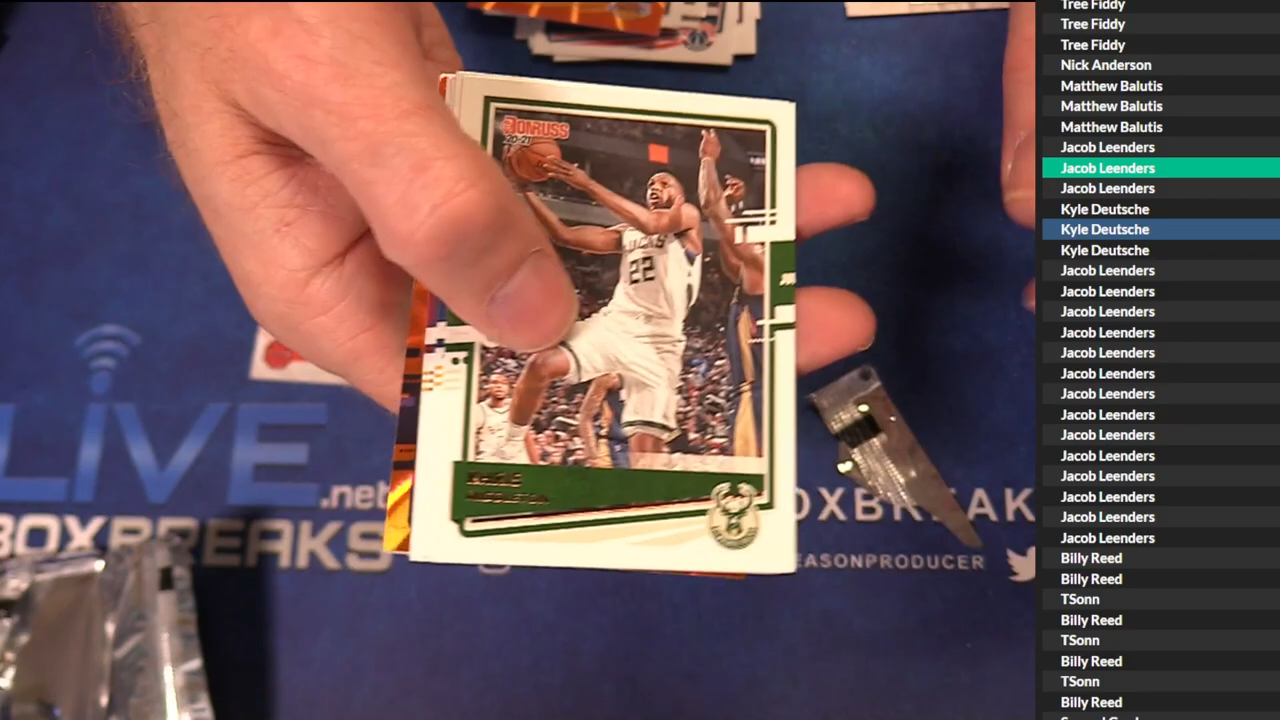 DONRUSS
20-21
BUCKS
22
KHRIS
MIDDLETON
LIVE
.net
BOXBREAKS
OXBREAK
EASONPRODUCER
Tree Fiddy
Tree Fiddy
Tree Fiddy
Nick Anderson
Matthew Balutis
Matthew Balutis
Matthew Balutis
Jacob Leenders
Jacob Leenders
Jacob Leenders
Kyle Deutsche
Kyle Deutsche
Kyle Deutsche
Jacob Leenders
Jacob Leenders
Jacob Leenders
Jacob Leenders
Jacob Leenders
Jacob Leenders
Jacob Leenders
Jacob Leenders
Jacob Leenders
Jacob Leenders
Jacob Leenders
Jacob Leenders
Jacob Leenders
Jacob Leenders
Billy Reed
Billy Reed
TSonn
Billy Reed
TSonn
Billy Reed
TSonn
Billy Reed